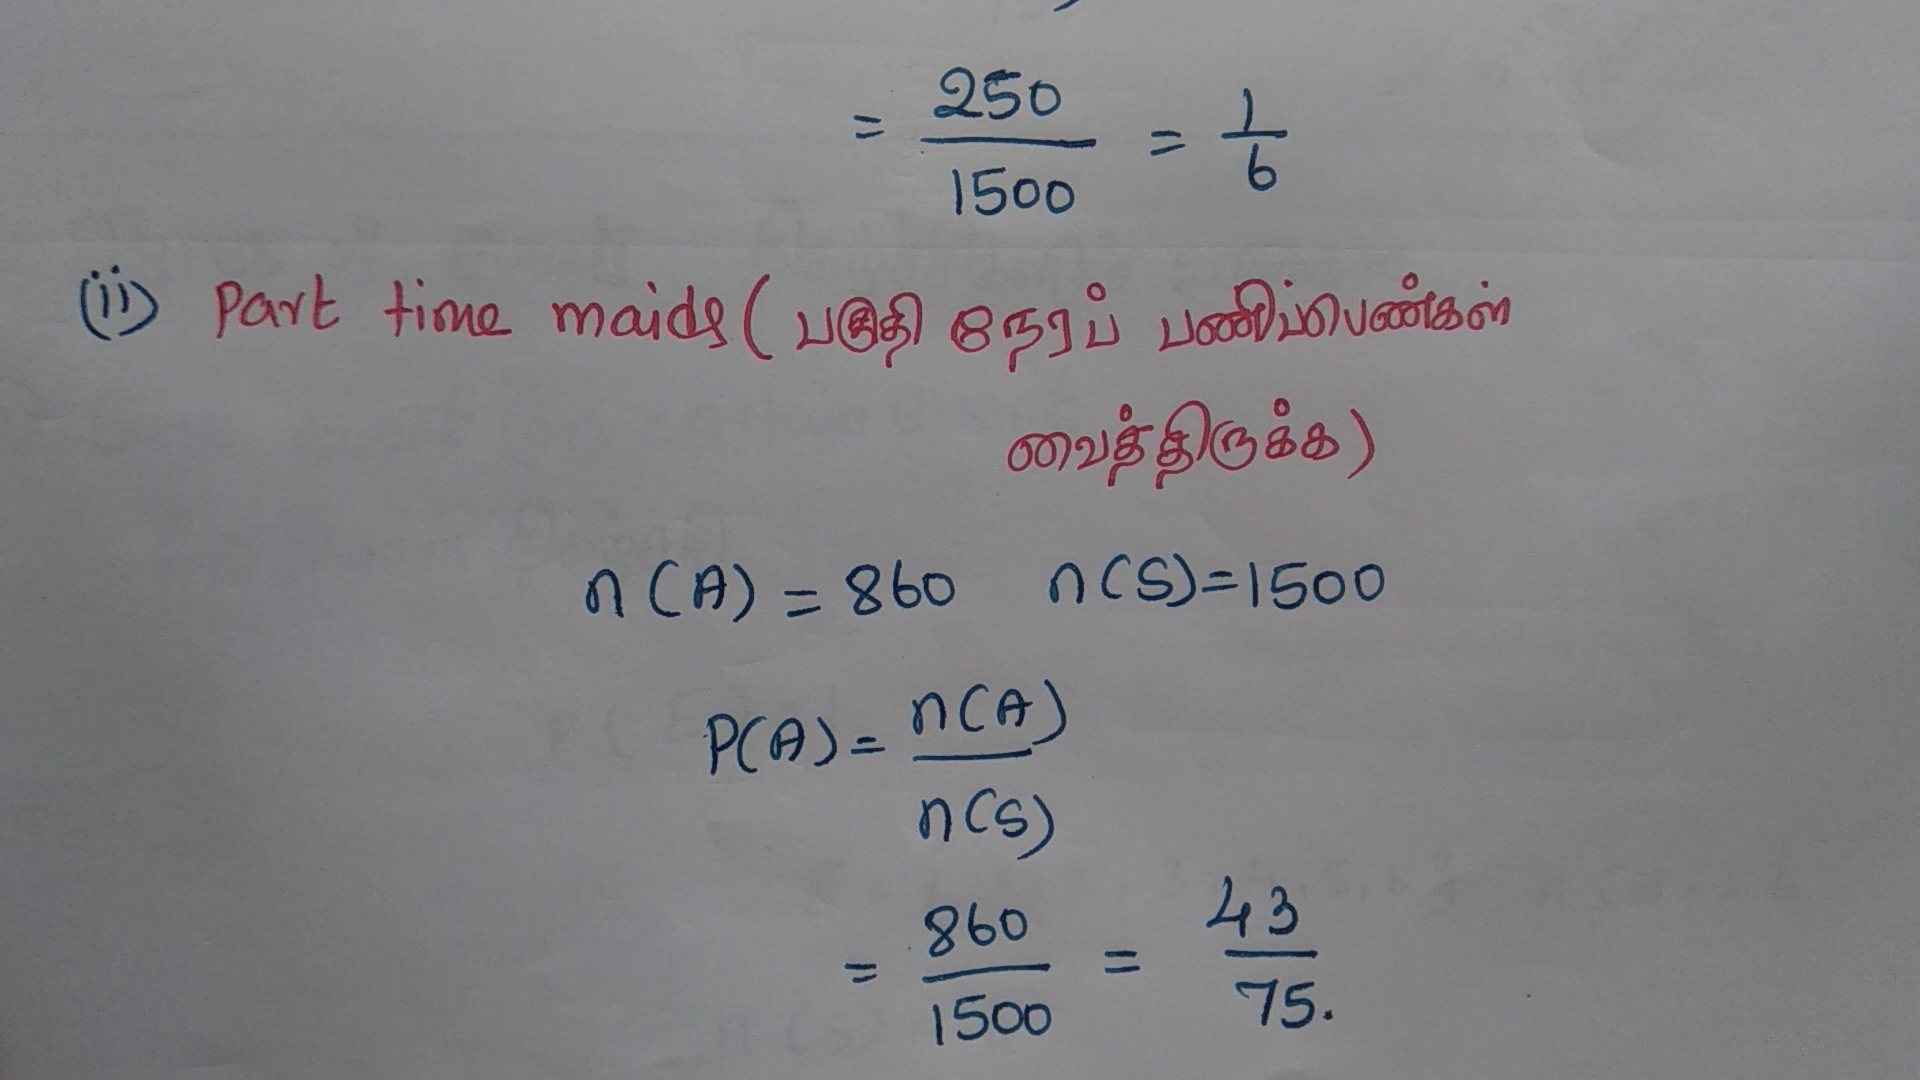 = 250/1500 = 1/6
(ii) Part time maids ( பகுதி நேரப் பணிப்பெண்கள்
வைத்திருக்க)
n(A) = 860 n(S)=1500
P(A) = n(A)/n(S)
= 860/1500 = 43/75.